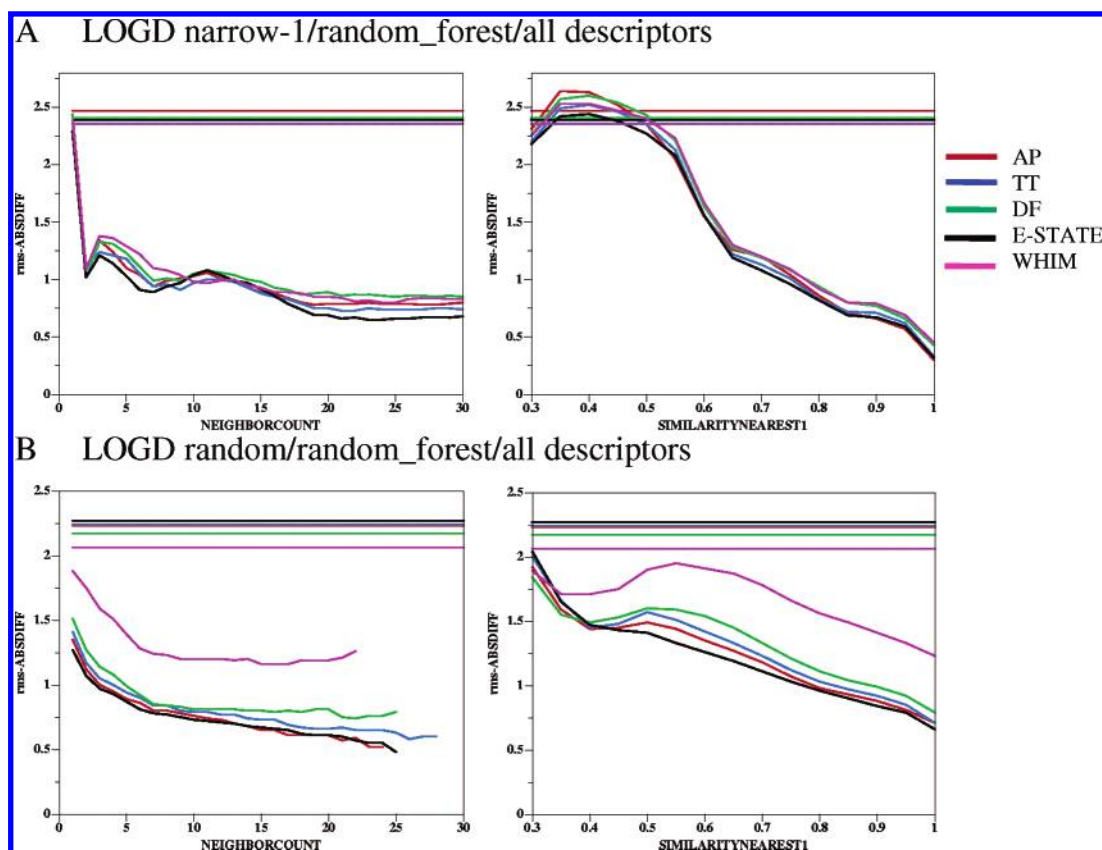 A LOGD narrow-1/random_forest/all descriptors
2.5
2
1.5
1
0.5
0
rms-ABSDIFF
0 5 10 15 20 25 30
NEIGHBORCOUNT
2.5
2
1.5
1
0.5
0
rms-ABSDIFF
0.3 0.4 0.5 0.6 0.7 0.8 0.9 1
SIMILARITYNEAREST1
AP
TT
DF
E-STATE
WHIM
B LOGD random/random_forest/all descriptors
2.5
2
1.5
1
0.5
0
rms-ABSDIFF
0 5 10 15 20 25 30
NEIGHBORCOUNT
2.5
2
1.5
1
0.5
0
rms-ABSDIFF
0.3 0.4 0.5 0.6 0.7 0.8 0.9 1
SIMILARITYNEAREST1